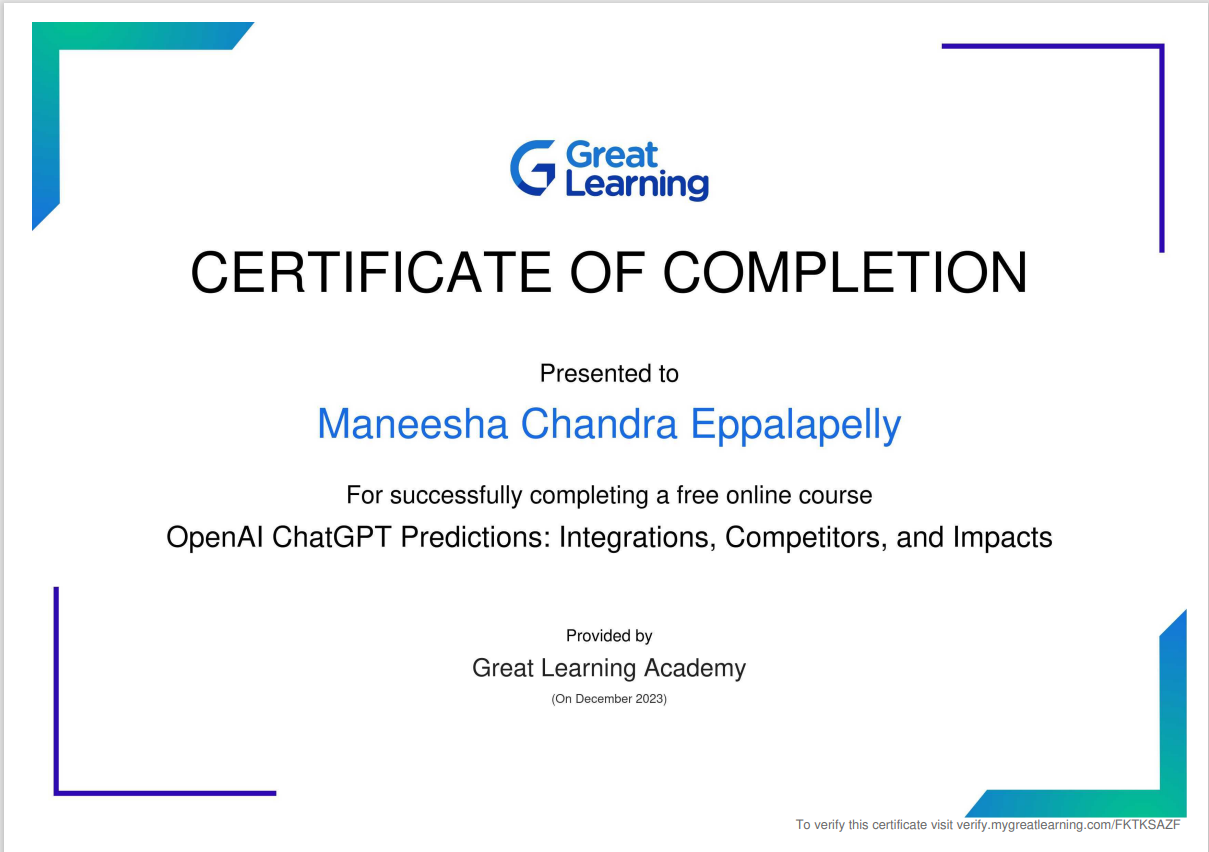 Great
Learning
CERTIFICATE OF COMPLETION
Presented to
Maneesha Chandra Eppalapelly
For successfully completing a free online course
OpenAI ChatGPT Predictions: Integrations, Competitors, and Impacts
Provided by
Great Learning Academy
(On December 2023)
To verify this certificate visit verify.mygreatlearning.com/FKTKSAZF